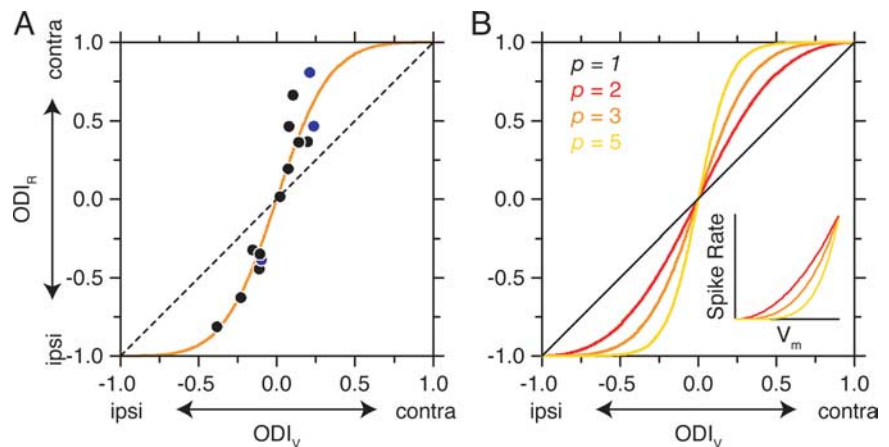 A
contra
ODI_R
ipsi
1.0
0.5
0.0
-0.5
-1.0
-1.0 -0.5 0.0 0.5 1.0
ipsi contra
ODI_V
B
p = 1
p = 2
p = 3
p = 5
1.0
0.5
0.0
-0.5
-1.0
Spike Rate
V_m
-1.0 -0.5 0.0 0.5 1.0
ipsi contra
ODI_V